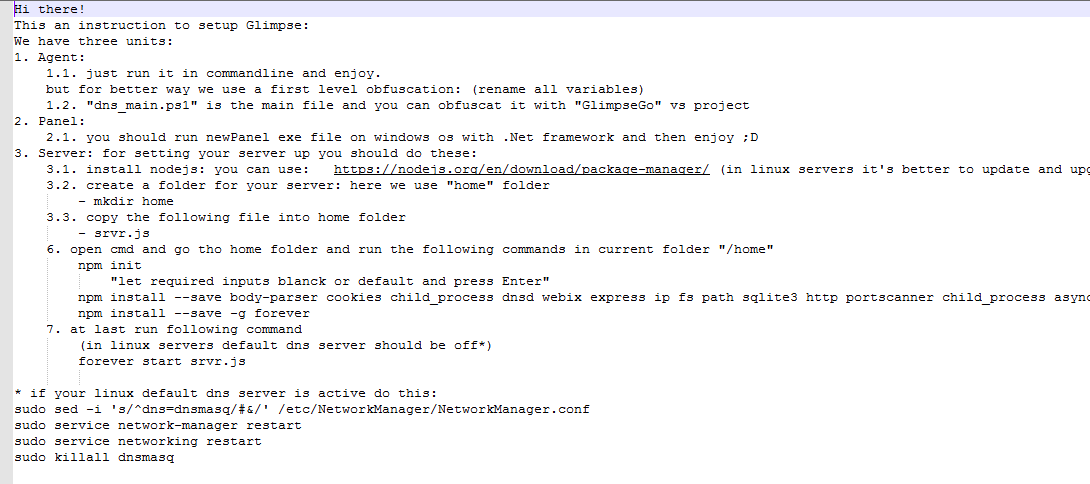 Hi there!
This an instruction to setup Glimpse:
We have three units:
1. Agent:
1.1. just run it in commandline and enjoy.
but for better way we use a first level obfuscation: (rename all variables)
1.2. "dns_main.ps1" is the main file and you can obfuscat it with "GlimpseGo" vs project
2. Panel:
2.1. you should run newPanel exe file on windows os with .Net framework and then enjoy ;D
3. Server: for setting your server up you should do these:
3.1. install nodejs: you can use: https://nodejs.org/en/download/package-manager/ (in linux servers it's better to update and upg
3.2. create a folder for your server: here we use "home" folder
- mkdir home
3.3. copy the following file into home folder
- srvr.js
6. open cmd and go tho home folder and run the following commands in current folder "/home"
npm init
"let required inputs blanck or default and press Enter"
npm install --save body-parser cookies child_process dnsd webix express ip fs path sqlite3 http portscanner child_process async
npm install --save -g forever
7. at last run following command
(in linux servers default dns server should be off*)
forever start srvr.js
* if your linux default dns server is active do this:
sudo sed -i 's/^dns=dnsmasq/#&/' /etc/NetworkManager/NetworkManager.conf
sudo service network-manager restart
sudo service networking restart
sudo killall dnsmasq